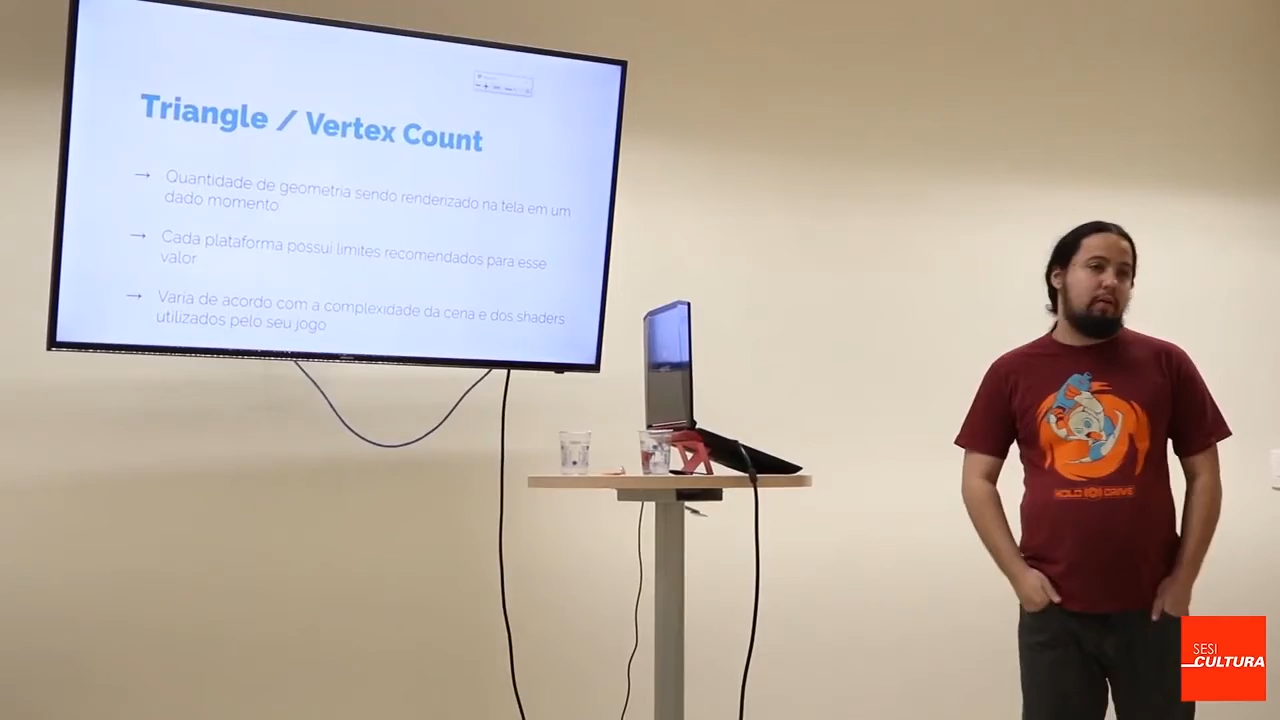 Triangle / Vertex Count
→ Quantidade de geometria sendo renderizado na tela em um
dado momento
→ Cada plataforma possui limites recomendados para esse
valor
→ Varia de acordo com a complexidade da cena e dos shaders
utilizados pelo seu jogo
HOLD DRIVE
SESI
CULTURA